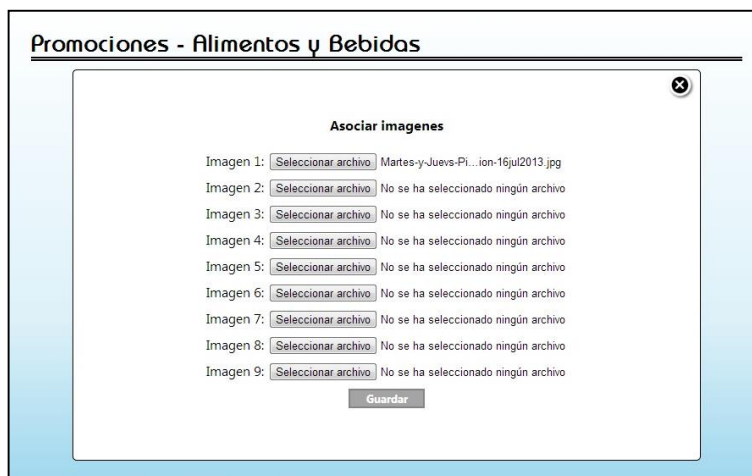 Promociones - Alimentos y Bebidas
Asociar imagenes
Imagen 1: Seleccionar archivo Martes-y-Juevs-Pi...ion-16jul2013.jpg
Imagen 2: Seleccionar archivo No se ha seleccionado ningún archivo
Imagen 3: Seleccionar archivo No se ha seleccionado ningún archivo
Imagen 4: Seleccionar archivo No se ha seleccionado ningún archivo
Imagen 5: Seleccionar archivo No se ha seleccionado ningún archivo
Imagen 6: Seleccionar archivo No se ha seleccionado ningún archivo
Imagen 7: Seleccionar archivo No se ha seleccionado ningún archivo
Imagen 8: Seleccionar archivo No se ha seleccionado ningún archivo
Imagen 9: Seleccionar archivo No se ha seleccionado ningún archivo
Guardar